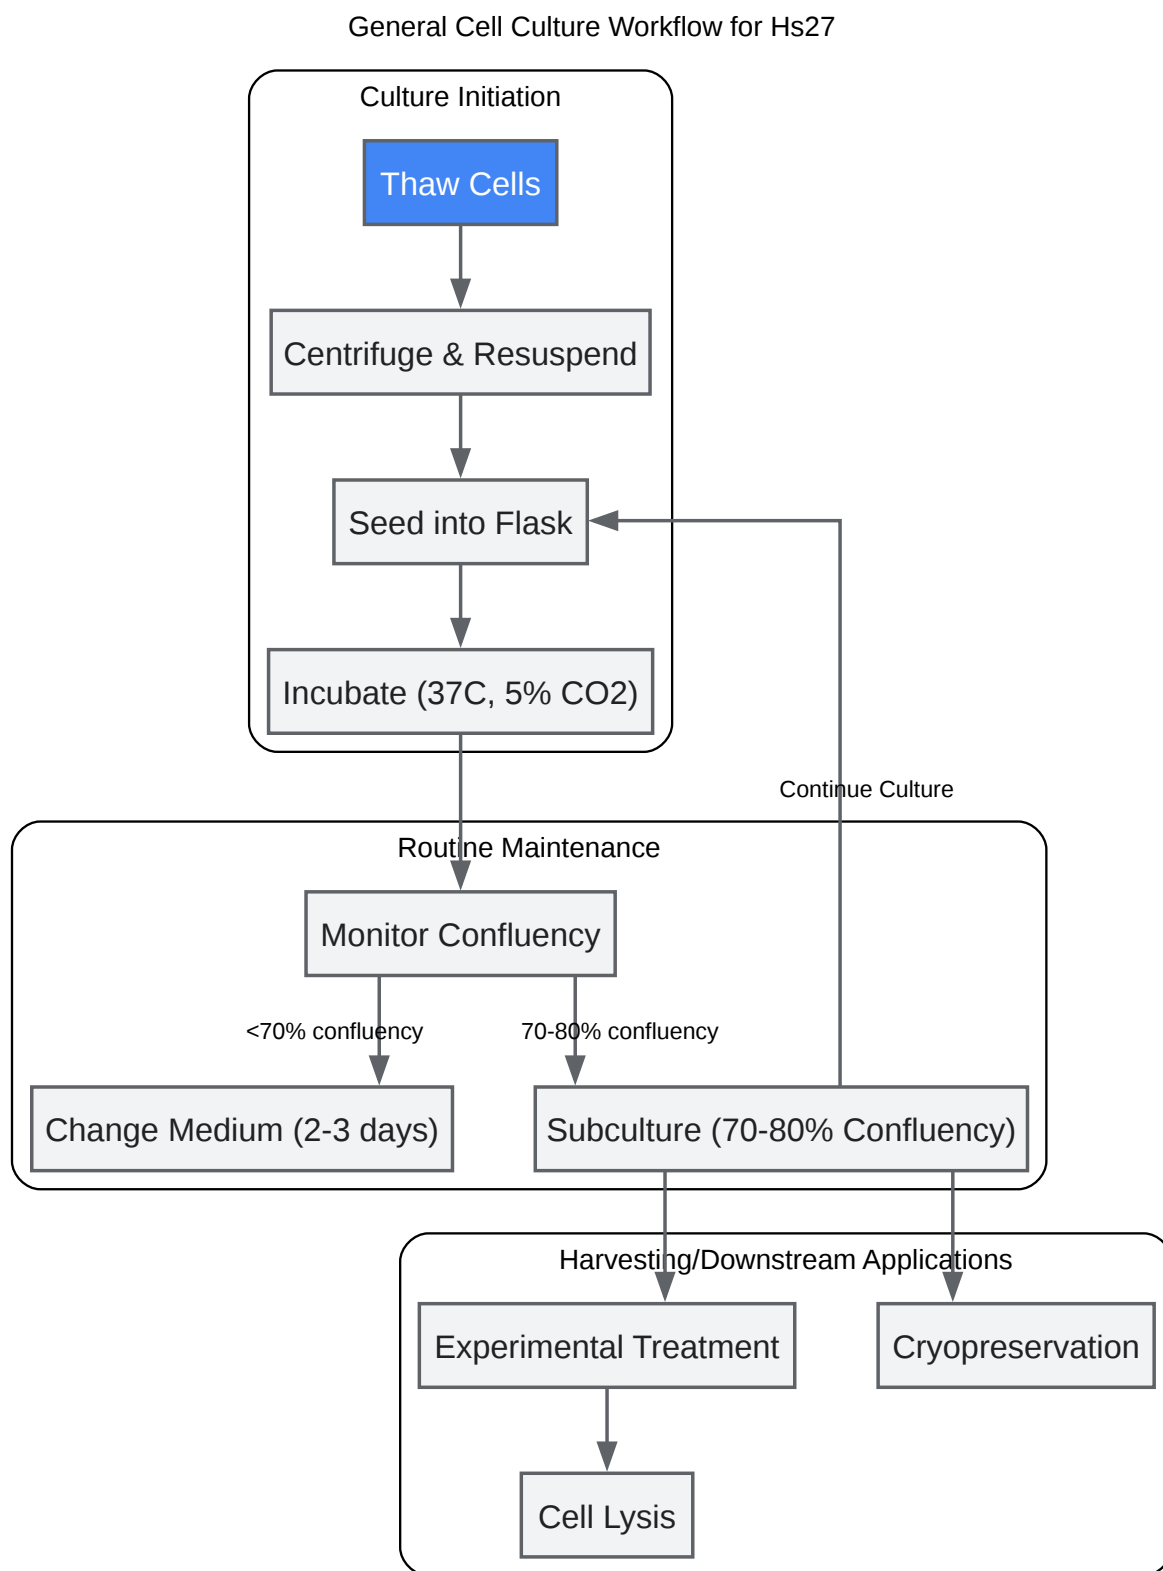 General Cell Culture Workflow for Hs27
Culture Initiation
Thaw Cells
Centrifuge & Resuspend
Seed into Flask
Incubate (37C, 5% CO2)
Continue Culture
Routine Maintenance
Monitor Confluency
<70% confluency
70-80% confluency
Change Medium (2-3 days)
Subculture (70-80% Confluency)
Harvesting/Downstream Applications
Experimental Treatment
Cryopreservation
Cell Lysis